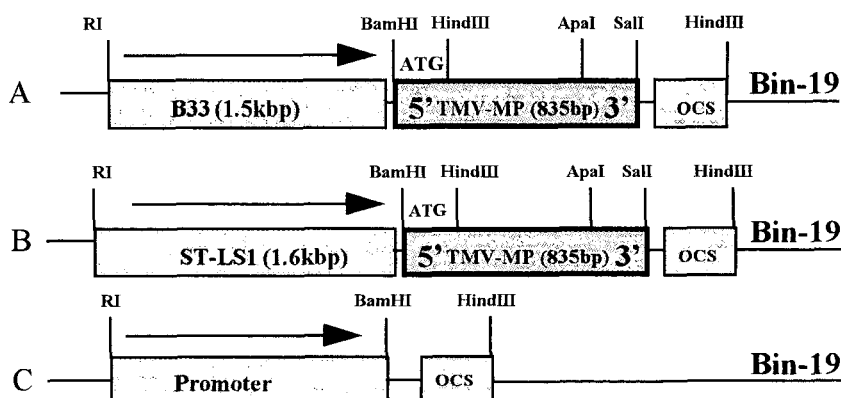 RI BamHI HindIII ApaI SalI HindIII
ATG
A B33 (1.5kbp) 5’ TMV-MP (835bp) 3’ OCS Bin-19
RI BamHI HindIII ApaI SalI HindIII
ATG
B ST-LS1 (1.6kbp) 5’ TMV-MP (835bp) 3’ OCS Bin-19
RI BamHI HindIII
C Promoter OCS Bin-19